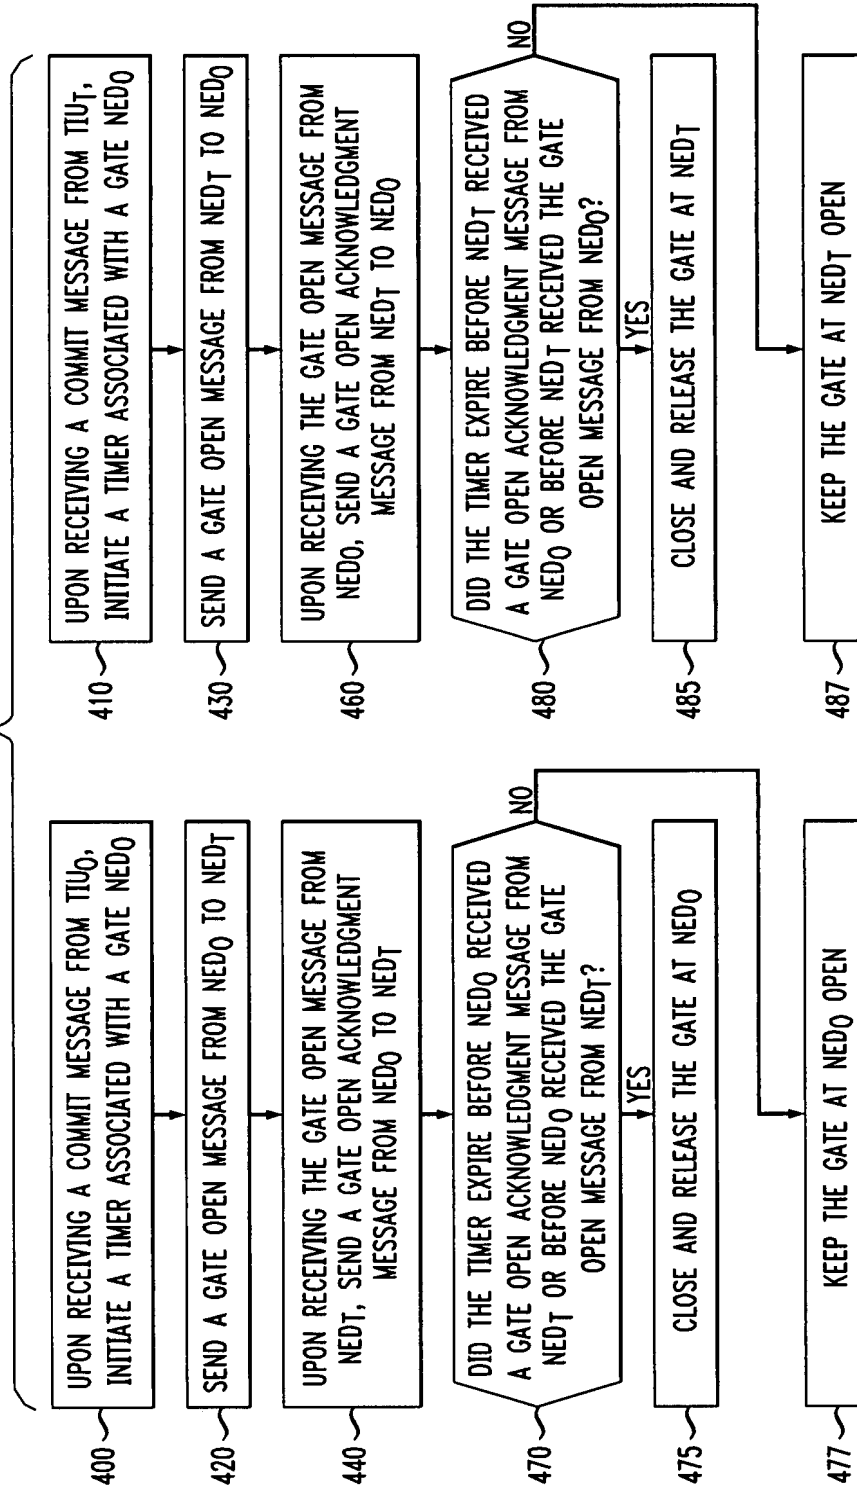 UPON RECEIVING A COMMIT MESSAGE FROM TIUO,
INITIATE A TIMER ASSOCIATED WITH A GATE NEDO
400
SEND A GATE OPEN MESSAGE FROM NEDO TO NEDT
420
UPON RECEIVING THE GATE OPEN MESSAGE FROM
NEDT, SEND A GATE OPEN ACKNOWLEDGMENT
MESSAGE FROM NEDO TO NEDT
440
DID THE TIMER EXPIRE BEFORE NEDO RECEIVED
A GATE OPEN ACKNOWLEDGMENT MESSAGE FROM
NEDT OR BEFORE NEDO RECEIVED THE GATE
OPEN MESSAGE FROM NEDT?
470
NO
YES
CLOSE AND RELEASE THE GATE AT NEDO
475
KEEP THE GATE AT NEDO OPEN
477
UPON RECEIVING A COMMIT MESSAGE FROM TIUT,
INITIATE A TIMER ASSOCIATED WITH A GATE NEDO
410
SEND A GATE OPEN MESSAGE FROM NEDT TO NEDO
430
UPON RECEIVING THE GATE OPEN MESSAGE FROM
NEDO, SEND A GATE OPEN ACKNOWLEDGMENT
MESSAGE FROM NEDT TO NEDO
460
DID THE TIMER EXPIRE BEFORE NEDT RECEIVED
A GATE OPEN ACKNOWLEDGMENT MESSAGE FROM
NEDO OR BEFORE NEDT RECEIVED THE GATE
OPEN MESSAGE FROM NEDO?
480
NO
YES
CLOSE AND RELEASE THE GATE AT NEDT
485
KEEP THE GATE AT NEDT OPEN
487